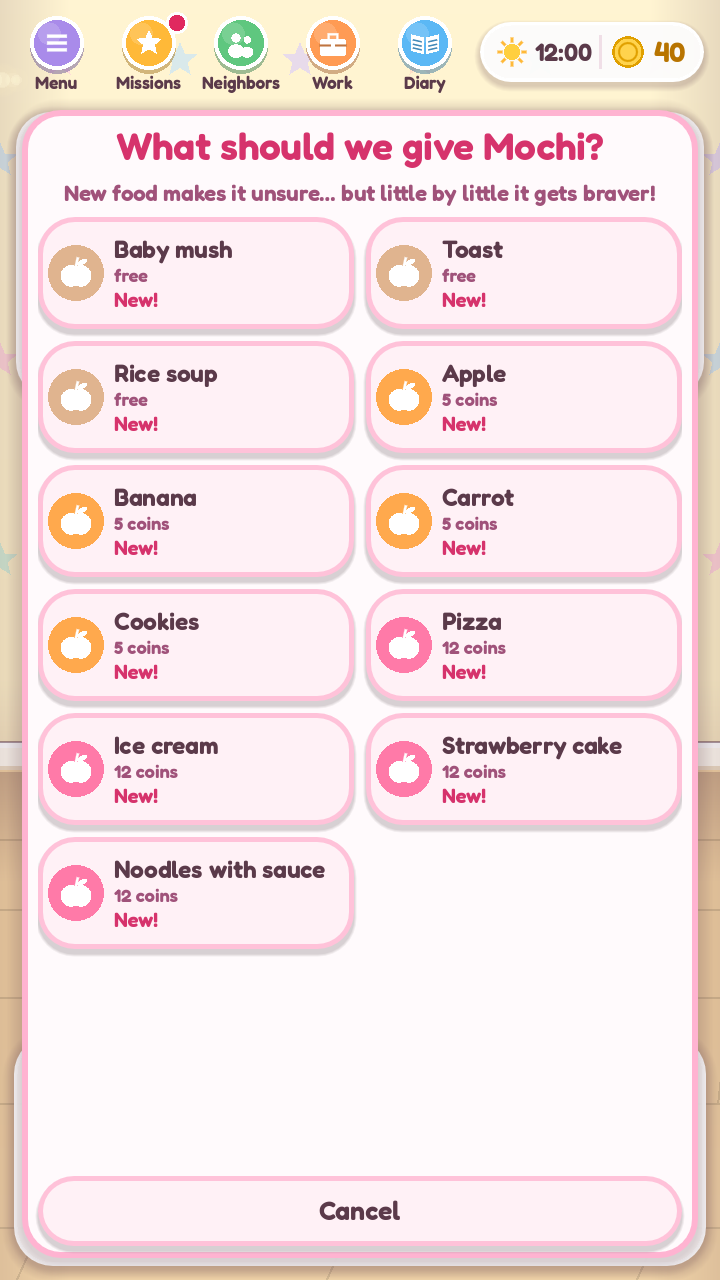 Menu
Missions
Neighbors
Work
Diary
12:00
40
What should we give Mochi?
New food makes it unsure... but little by little it gets braver!
Baby mush
free
New!
Toast
free
New!
Rice soup
free
New!
Apple
5 coins
New!
Banana
5 coins
New!
Carrot
5 coins
New!
Cookies
5 coins
New!
Pizza
12 coins
New!
Ice cream
12 coins
New!
Strawberry cake
12 coins
New!
Noodles with sauce
12 coins
New!
Cancel